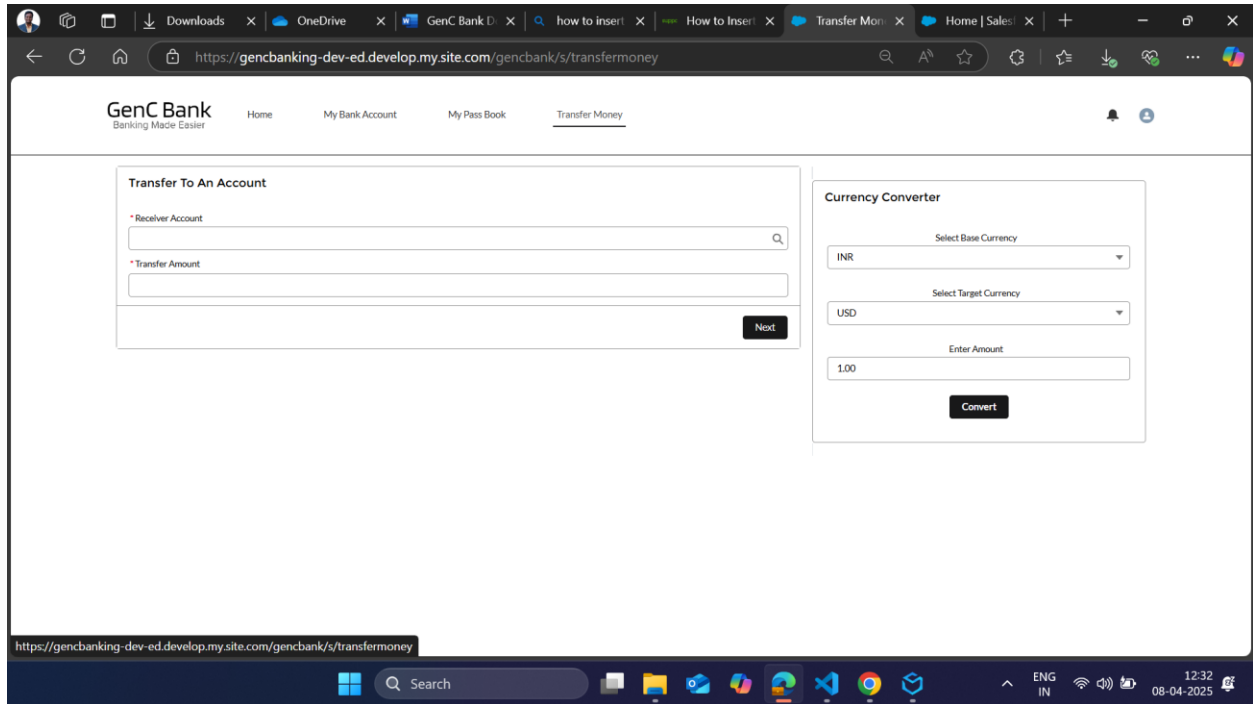 Downloads
OneDrive
GenC Bank D
how to insert
How to Insert
Transfer Mon
Home | Sales
https://gencbanking-dev-ed.develop.my.site.com/gencbank/s/transfermoney
GenC Bank
Banking Made Easier
Home
My Bank Account
My Pass Book
Transfer Money
Transfer To An Account
*Receiver Account
*Transfer Amount
Next
Currency Converter
Select Base Currency
INR
Select Target Currency
USD
Enter Amount
1.00
Convert
https://gencbanking-dev-ed.develop.my.site.com/gencbank/s/transfermoney
Search
ENG
IN
12:32
08-04-2025